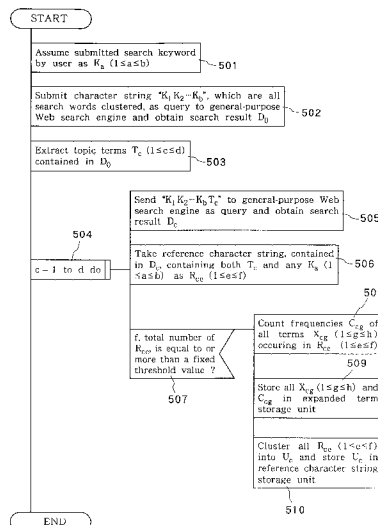 START
Assume submitted search keyword
by user as Ka (1≤a≤b)
501
Submit character string "K1 K2···Kb", which are all
search words clustered, as query to general-purpose
Web search engine and obtain search result D0
502
Extract topic terms Tc (1≤c≤d)
contained in D0
503
504
c=1 to d do
Send "K1 K2···Kb Tc" to general-purpose Web
search engine as query and obtain search
result Dc
505
Take reference character string, contained
in Dc, containing both Tc and any Ka (1
≤a≤b) as Rce (1≤e≤f)
506
f, total number of
Rce, is equal to or
more than a fixed
threshold value ?
507
50
Count frequencies Ccg of
all terms Xcg (1≤g≤h)
occuring in Rce (1≤e≤f)
509
Store all Xcg (1≤g≤h) and
Ccg in expanded term
storage unit
Cluster all Rce (1≤e≤f)
into Uc and store Uc in
reference character string
storage unit
510
END